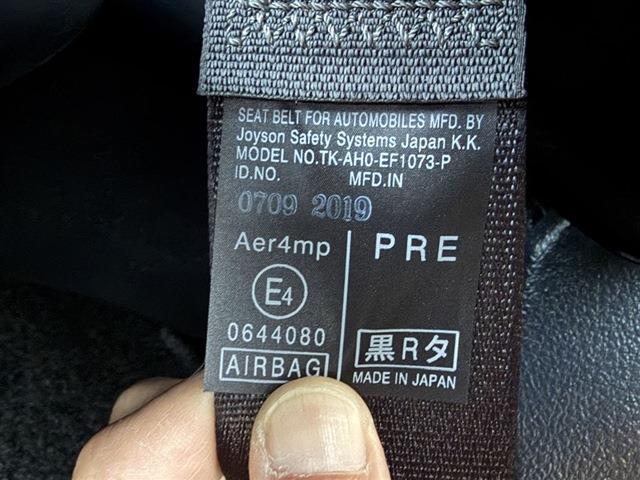 SEAT BELT FOR AUTOMOBILES MFD. BY
Joyson Safety Systems Japan K.K.
MODEL NO.TK-AH0-EF1073-P
ID.NO. MFD.IN
0709 2019
Aer4mp
E4
0644080
AIRBAG
PRE
黒Rタ
MADE IN JAPAN